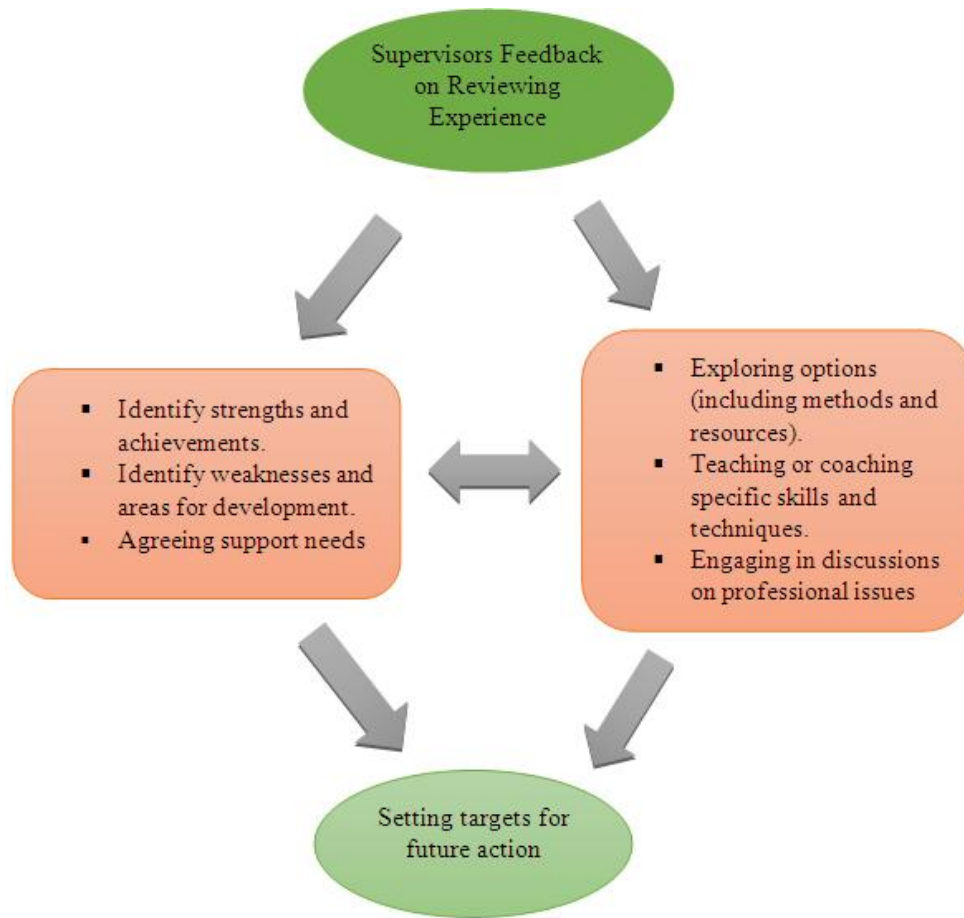 Supervisors Feedback
on Reviewing
Experience
▪ Identify strengths and
achievements.
▪ Identify weaknesses and
areas for development.
▪ Agreeing support needs
▪ Exploring options
(including methods and
resources).
▪ Teaching or coaching
specific skills and
techniques.
▪ Engaging in discussions
on professional issues
Setting targets for
future action